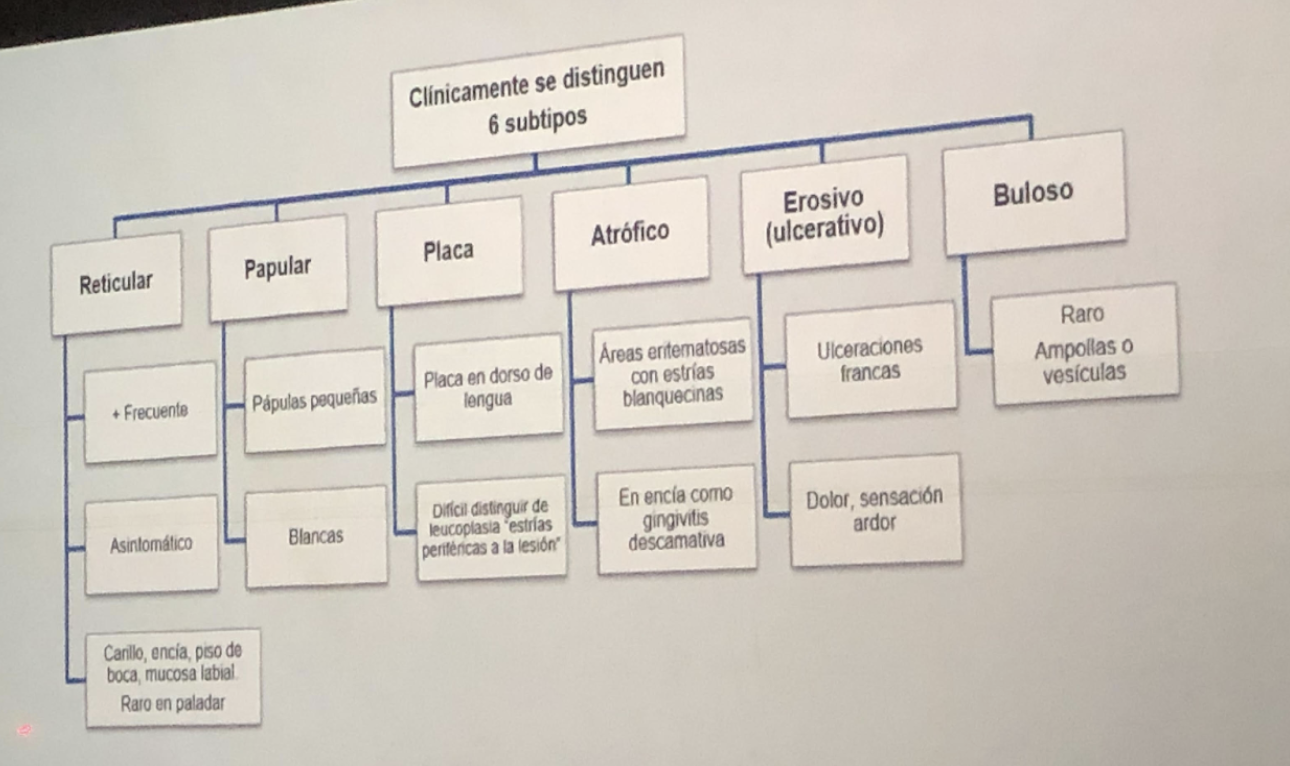 Clínicamente se distinguen
6 subtipos
Reticular
+ Frecuente
Asintomático
Carillo, encía, piso de
boca, mucosa labial.
Raro en paladar
Papular
Pápulas pequeñas
Blancas
Placa
Placa en dorso de
lengua
Difícil distinguir de
leucoplasia "estrías
periféricas a la lesión"
Atrófico
Áreas eritematosas
con estrías
blanquecinas
En encía como
gingivitis
descamativa
Erosivo
(ulcerativo)
Ulceraciones
francas
Dolor, sensación
ardor
Buloso
Raro
Ampollas o
vesículas